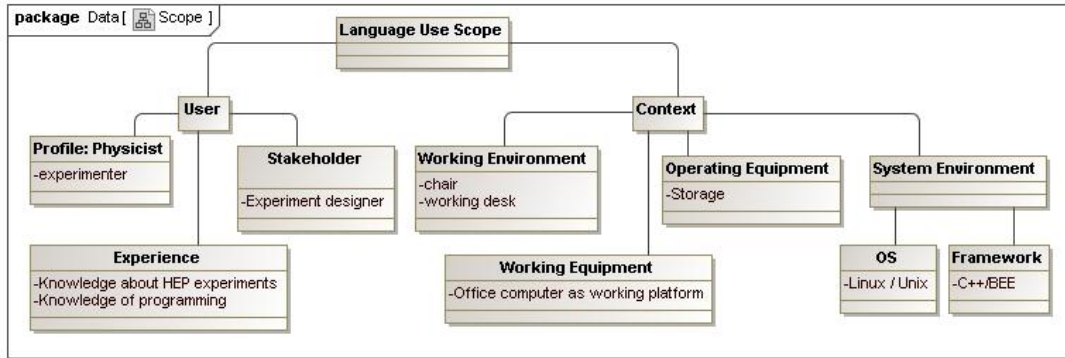 package Data[ Scope ]
Language Use Scope
User
Context
Profile: Physicist
-experimenter
Stakeholder
-Experiment designer
Working Environment
-chair
-working desk
Operating Equipment
-Storage
System Environment
Experience
-Knowledge about HEP experiments
-Knowledge of programming
Working Equipment
-Office computer as working platform
OS
-Linux / Unix
Framework
-C++/BEE